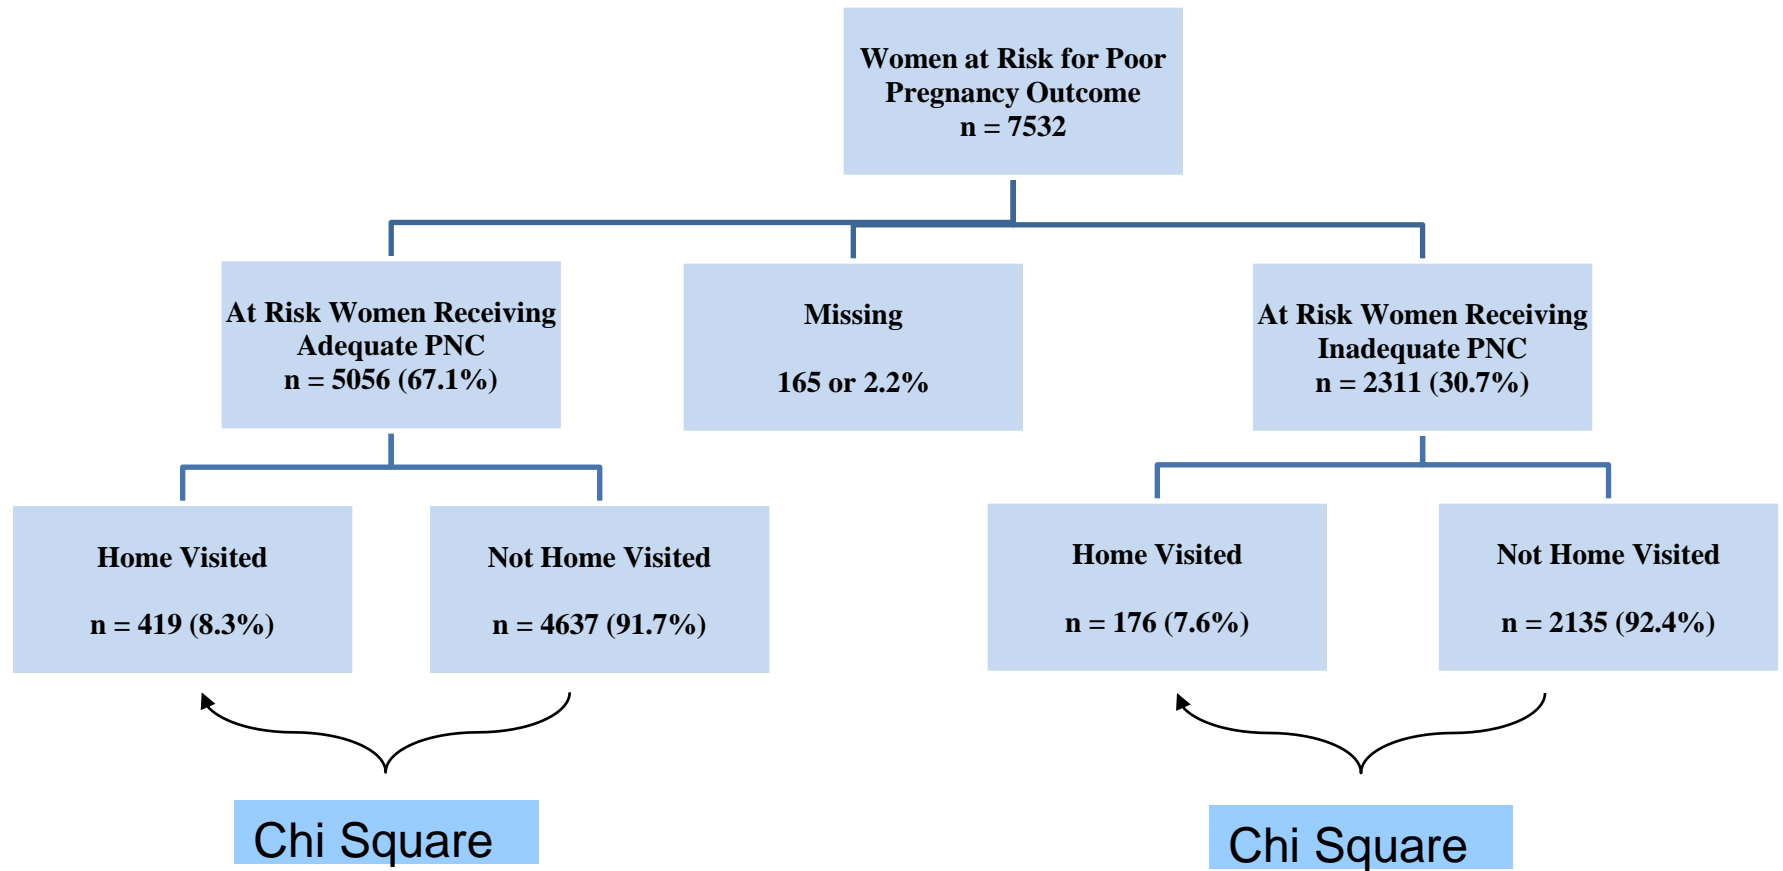 Women at Risk for Poor
Pregnancy Outcome
n = 7532
At Risk Women Receiving
Adequate PNC
n = 5056 (67.1%)
Missing
165 or 2.2%
At Risk Women Receiving
Inadequate PNC
n = 2311 (30.7%)
Home Visited
n = 419 (8.3%)
Not Home Visited
n = 4637 (91.7%)
Home Visited
n = 176 (7.6%)
Not Home Visited
n = 2135 (92.4%)
Chi Square
Chi Square